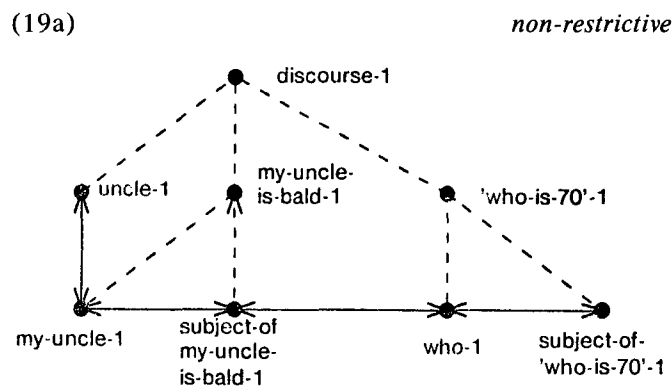 (19a) non-restrictive
discourse-1
uncle-1
my-uncle-
is-bald-1
'who-is-70'-1
my-uncle-1
subject-of
my-uncle-
is-bald-1
who-1
subject-of-
'who-is-70'-1